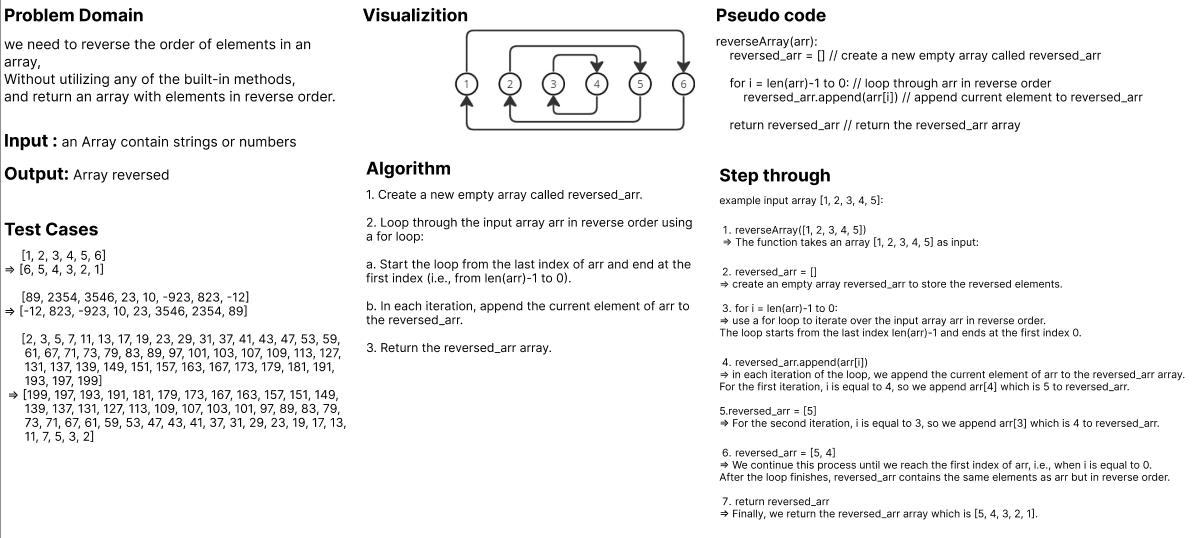 Problem Domain
we need to reverse the order of elements in an
array,
Without utilizing any of the built-in methods,
and return an array with elements in reverse order.
Input : an Array contain strings or numbers
Output: Array reversed
Test Cases
[1, 2, 3, 4, 5, 6]
⇒ [6, 5, 4, 3, 2, 1]
[89, 2354, 3546, 23, 10, -923, 823, -12]
⇒ [-12, 823, -923, 10, 23, 3546, 2354, 89]
[2, 3, 5, 7, 11, 13, 17, 19, 23, 29, 31, 37, 41, 43, 47, 53, 59,
61, 67, 71, 73, 79, 83, 89, 97, 101, 103, 107, 109, 113, 127,
131, 137, 139, 149, 151, 157, 163, 167, 173, 179, 181, 191,
193, 197, 199]
⇒ [199, 197, 193, 191, 181, 179, 173, 167, 163, 157, 151, 149,
139, 137, 131, 127, 113, 109, 107, 103, 101, 97, 89, 83, 79,
73, 71, 67, 61, 59, 53, 47, 43, 41, 37, 31, 29, 23, 19, 17, 13,
11, 7, 5, 3, 2]
Visualizition
1 2 3 4 5 6
Algorithm
1. Create a new empty array called reversed_arr.
2. Loop through the input array arr in reverse order using
a for loop:
a. Start the loop from the last index of arr and end at the
first index (i.e., from len(arr)-1 to 0).
b. In each iteration, append the current element of arr to
the reversed_arr.
3. Return the reversed_arr array.
Pseudo code
reverseArray(arr):
reversed_arr = [] // create a new empty array called reversed_arr
for i = len(arr)-1 to 0: // loop through arr in reverse order
reversed_arr.append(arr[i]) // append current element to reversed_arr
return reversed_arr // return the reversed_arr array
Step through
example input array [1, 2, 3, 4, 5]:
1. reverseArray([1, 2, 3, 4, 5])
⇒ The function takes an array [1, 2, 3, 4, 5] as input:
2. reversed_arr = []
⇒ create an empty array reversed_arr to store the reversed elements.
3. for i = len(arr)-1 to 0:
⇒ use a for loop to iterate over the input array arr in reverse order.
The loop starts from the last index len(arr)-1 and ends at the first index 0.
4. reversed_arr.append(arr[i])
⇒ in each iteration of the loop, we append the current element of arr to the reversed_arr array.
For the first iteration, i is equal to 4, so we append arr[4] which is 5 to reversed_arr.
5.reversed_arr = [5]
⇒ For the second iteration, i is equal to 3, so we append arr[3] which is 4 to reversed_arr.
6. reversed_arr = [5, 4]
⇒ We continue this process until we reach the first index of arr, i.e., when i is equal to 0.
After the loop finishes, reversed_arr contains the same elements as arr but in reverse order.
7. return reversed_arr
⇒ Finally, we return the reversed_arr array which is [5, 4, 3, 2, 1].